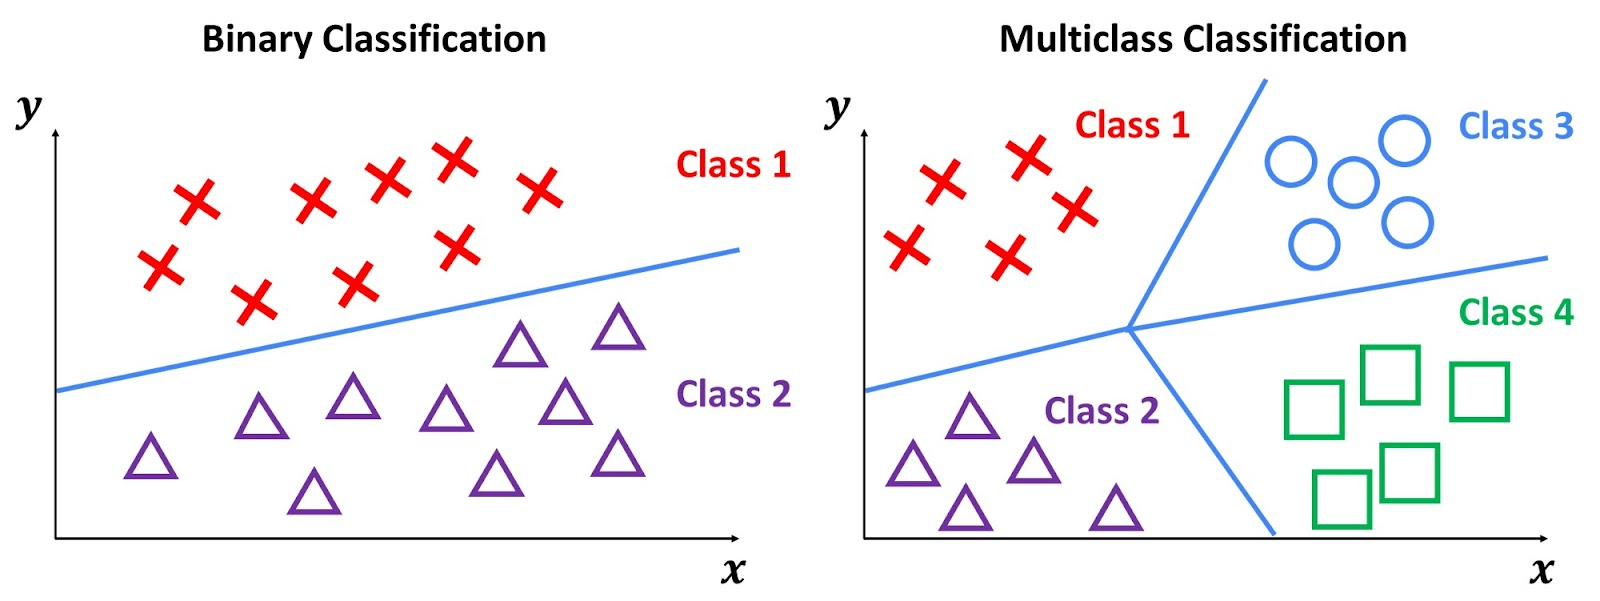 Binary Classification
y
Class 1
Class 2
x
Multiclass Classification
y
Class 1
Class 3
Class 4
Class 2
x